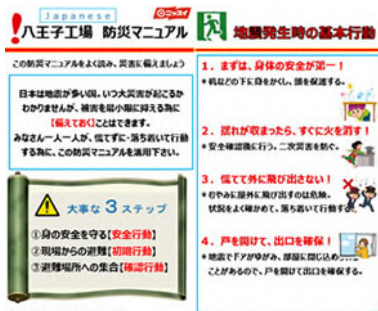 Japanese
ニッスイ
八王子工場 防災マニュアル
この防災マニュアルをよく読み、災害に備えましょう
日本は地震が多い国、いつ大災害が起こるか
わかりませんが、被害を最小限に抑える為に
【備えておく】ことはできます。
みなさん一人一人が、慌てずに・落ち着いて行動
する為に、この防災マニュアルを活用下さい。
大事な3ステップ
①身の安全を守る【安全行動】
②現場からの避難【初期行動】
③避難場所への集合【確認行動】
地震発生時の基本行動
1．まずは、身体の安全が第一！
＊机などの下に身をかくし、頭を保護する。
2．揺れが収まったら、すぐに火を消す！
＊安全確認後に行う。二次災害を防ぐ。
3．慌てて外に飛び出さない！
＊むやみに屋外に飛び出すのは危険。
状況をよく確かめて、落ち着いて行動する
4．戸を開けて、出口を確保！
＊地震でドアがゆがみ、部屋に閉じ込め
ことがあるので、戸を開けて出口を確保する。